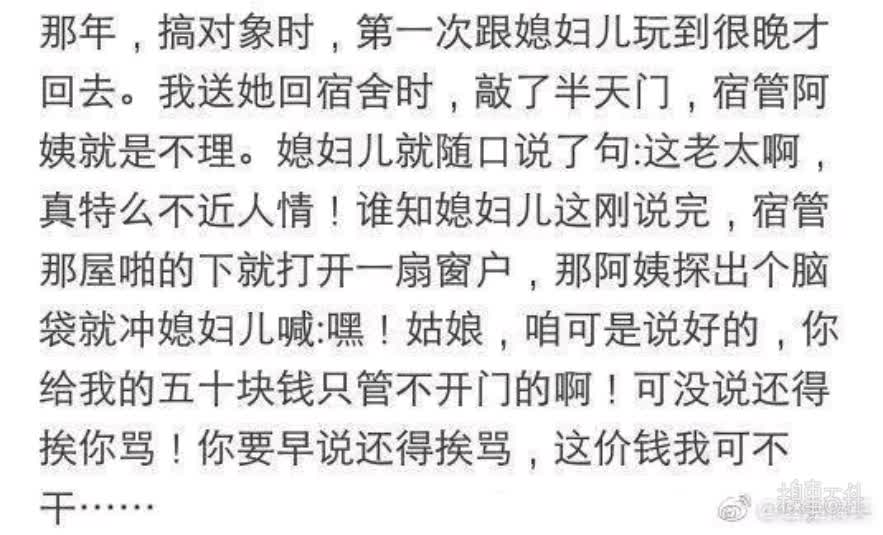 那年，搞对象时，第一次跟媳妇儿玩到很晚才
回去。我送她回宿舍时，敲了半天门，宿管阿
姨就是不理。媳妇儿就随口说了句:这老太啊，
真特么不近人情！谁知媳妇儿这刚说完，宿管
那屋啪的下就打开一扇窗户，那阿姨探出个脑
袋就冲媳妇儿喊:嘿！姑娘，咱可是说好的，你
给我的五十块钱只管不开门的啊！可没说还得
挨你骂！你要早说还得挨骂，这价钱我可不
干……